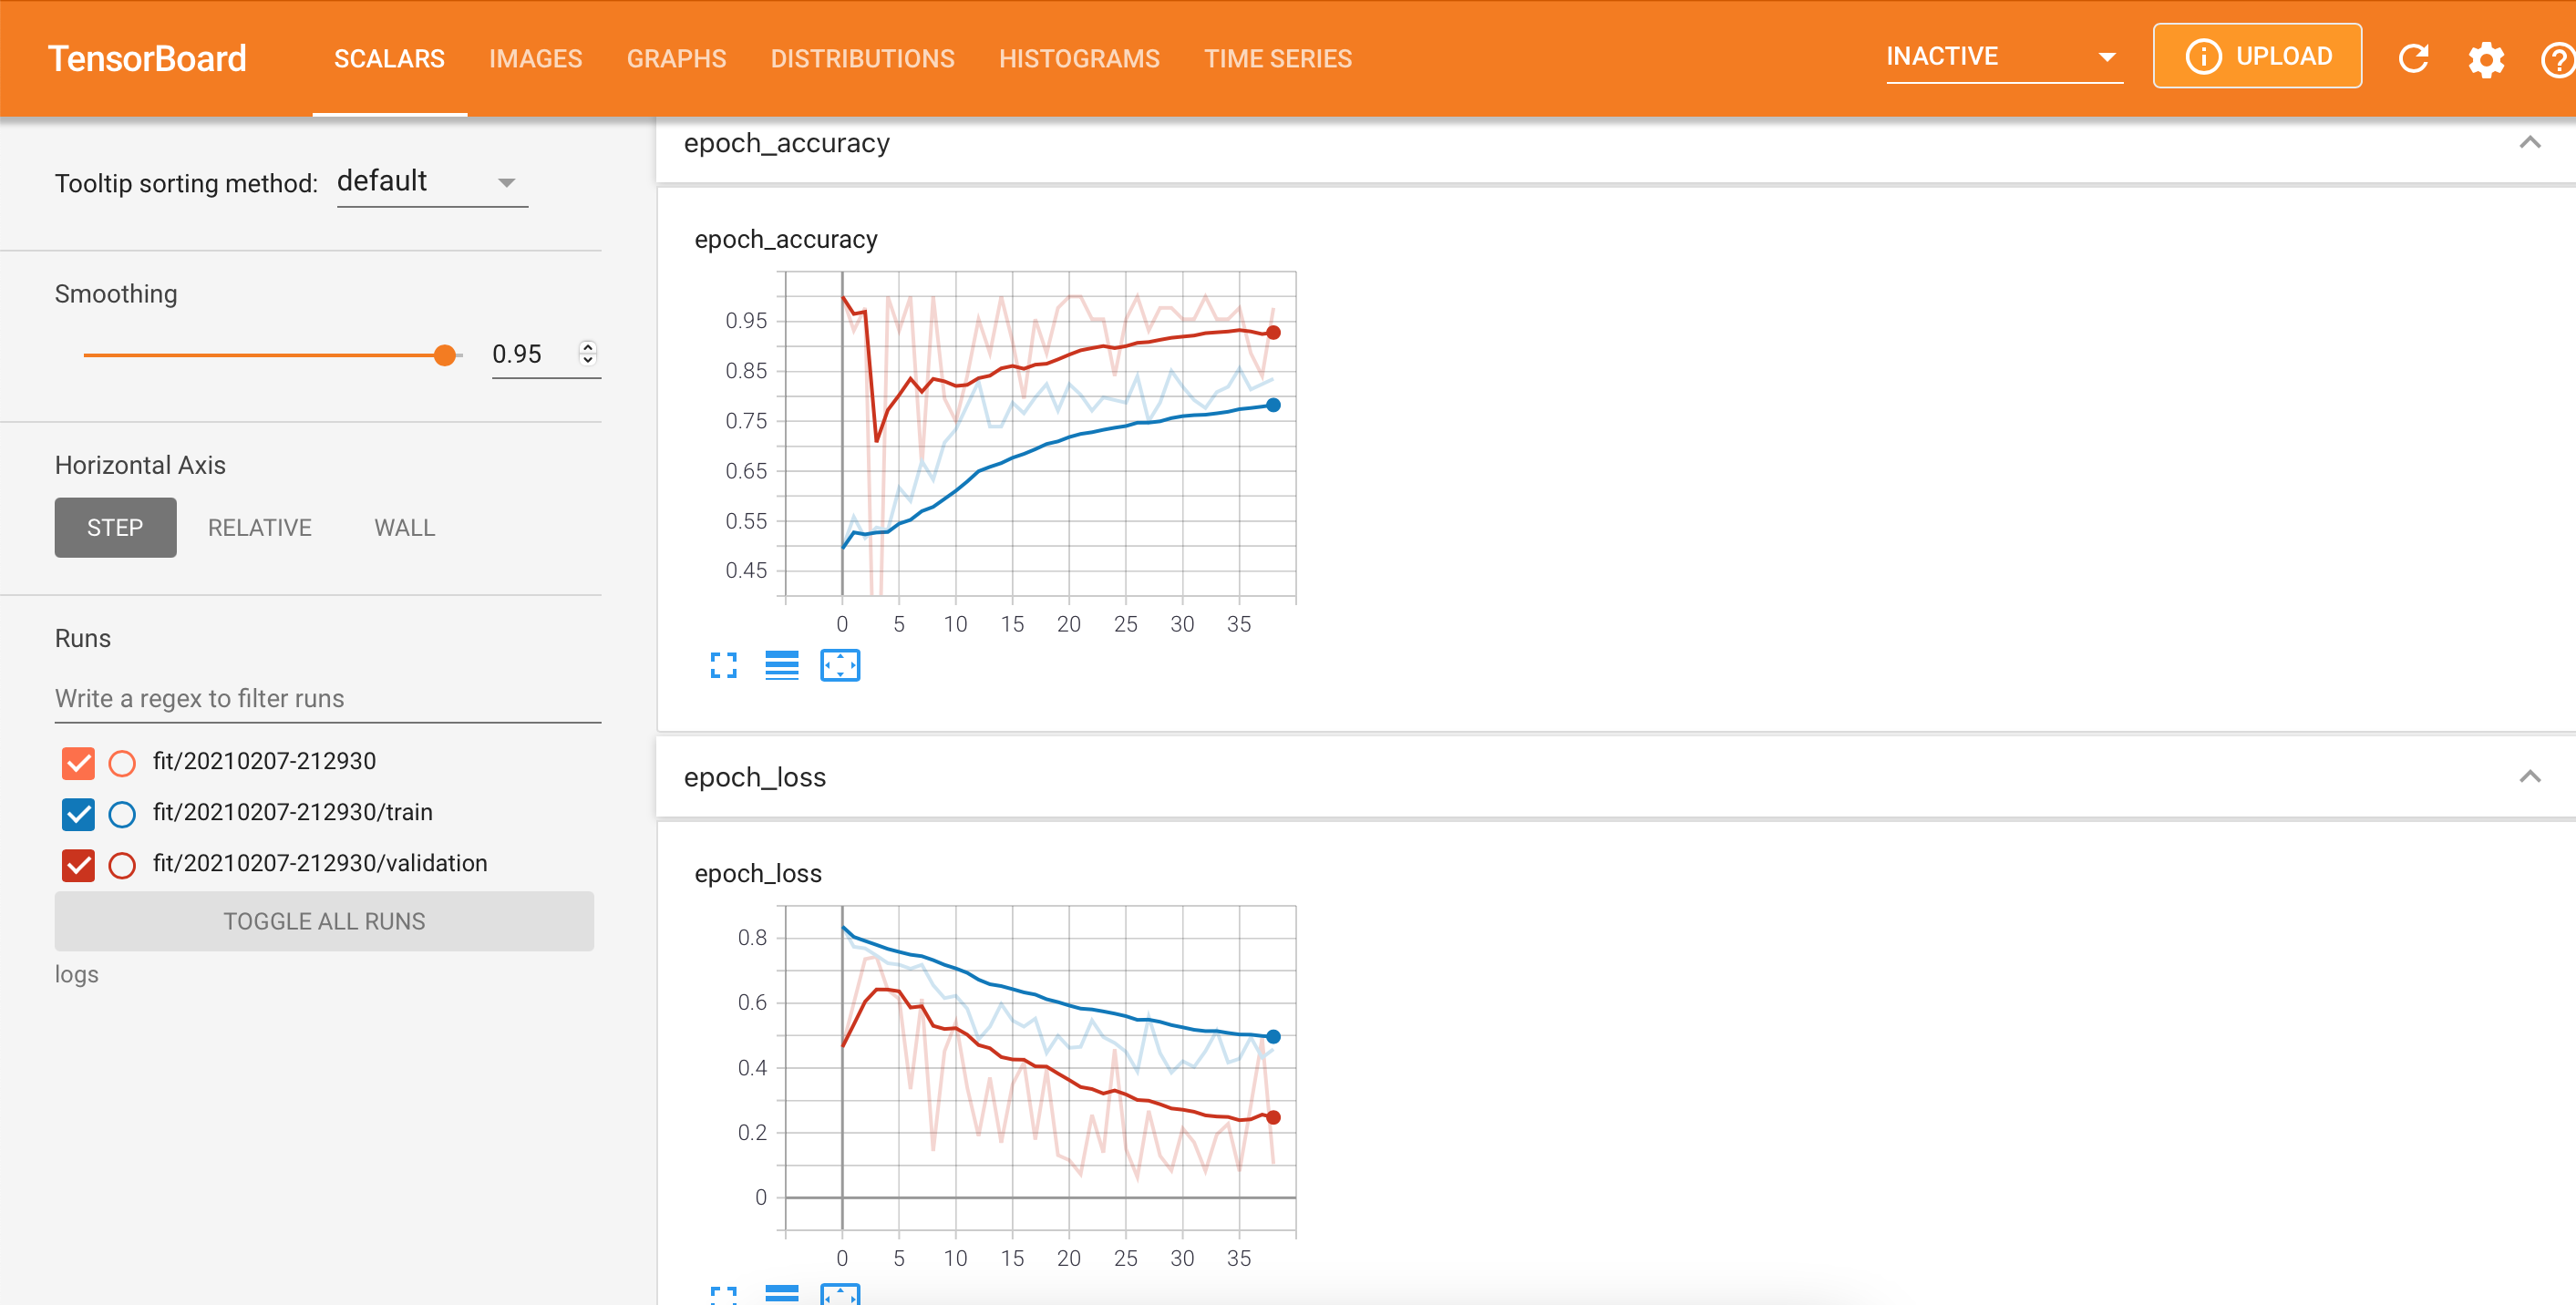 TensorBoard SCALARS IMAGES GRAPHS DISTRIBUTIONS HISTOGRAMS TIME SERIES INACTIVE UPLOAD
Tooltip sorting method: default
Smoothing
0.95
Horizontal Axis
STEP RELATIVE WALL
Runs
Write a regex to filter runs
fit/20210207-212930
fit/20210207-212930/train
fit/20210207-212930/validation
TOGGLE ALL RUNS
logs
epoch_accuracy
epoch_accuracy
0.95
0.85
0.75
0.65
0.55
0.45
0 5 10 15 20 25 30 35
epoch_loss
epoch_loss
0.8
0.6
0.4
0.2
0
0 5 10 15 20 25 30 35